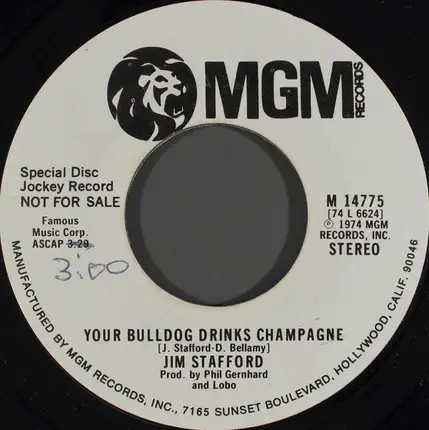 MGM
RECORDS
Special Disc
Jockey Record
NOT FOR SALE
Famous
Music Corp.
ASCAP 3:29
3:00
M 14775
[74 L 6624]
Ⓟ 1974 MGM
RECORDS, INC.
STEREO
YOUR BULLDOG DRINKS CHAMPAGNE
[J. Stafford-D. Bellamy]
JIM STAFFORD
Prod. by Phil Gernhard
and Lobo
MANUFACTURED BY MGM RECORDS, INC., 7165 SUNSET BOULEVARD, HOLLYWOOD, CALIF. 90046